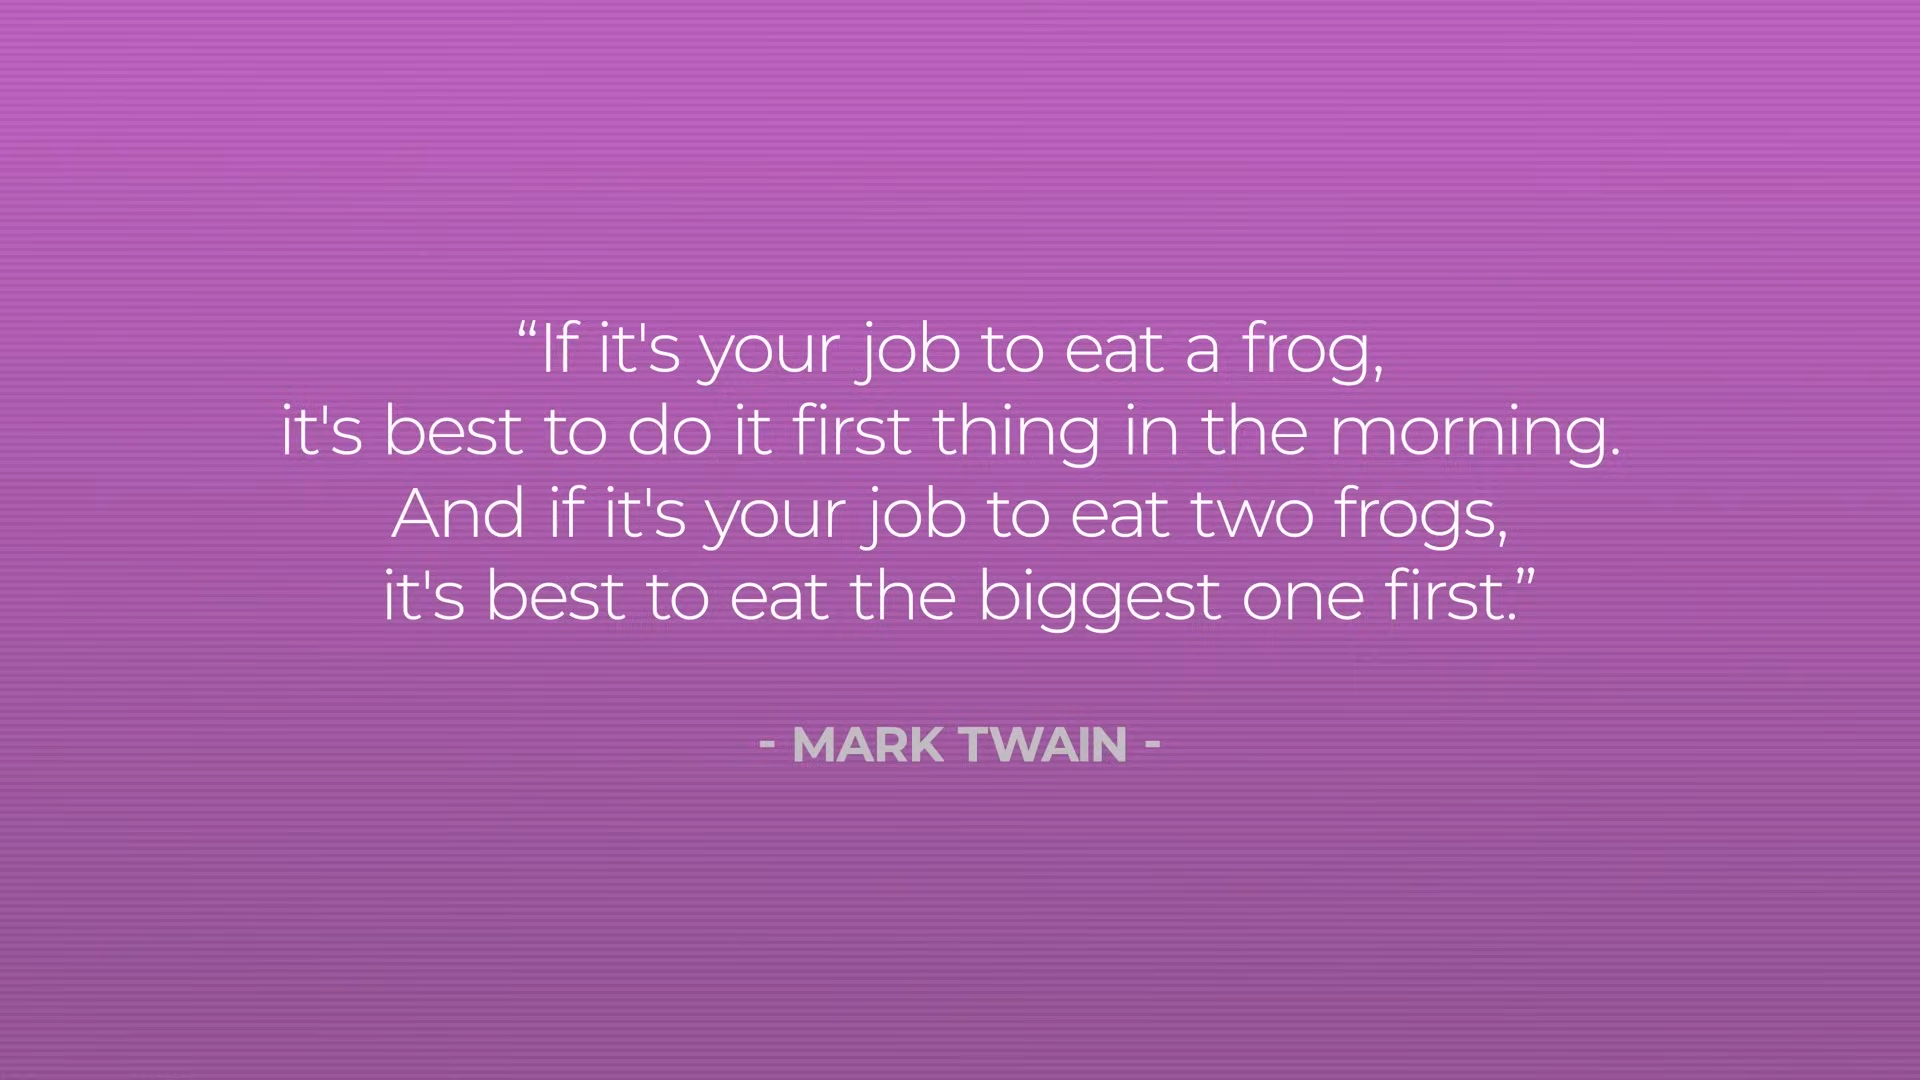 “If it's your job to eat a frog,
it's best to do it first thing in the morning.
And if it's your job to eat two frogs,
it's best to eat the biggest one first.”
- MARK TWAIN -